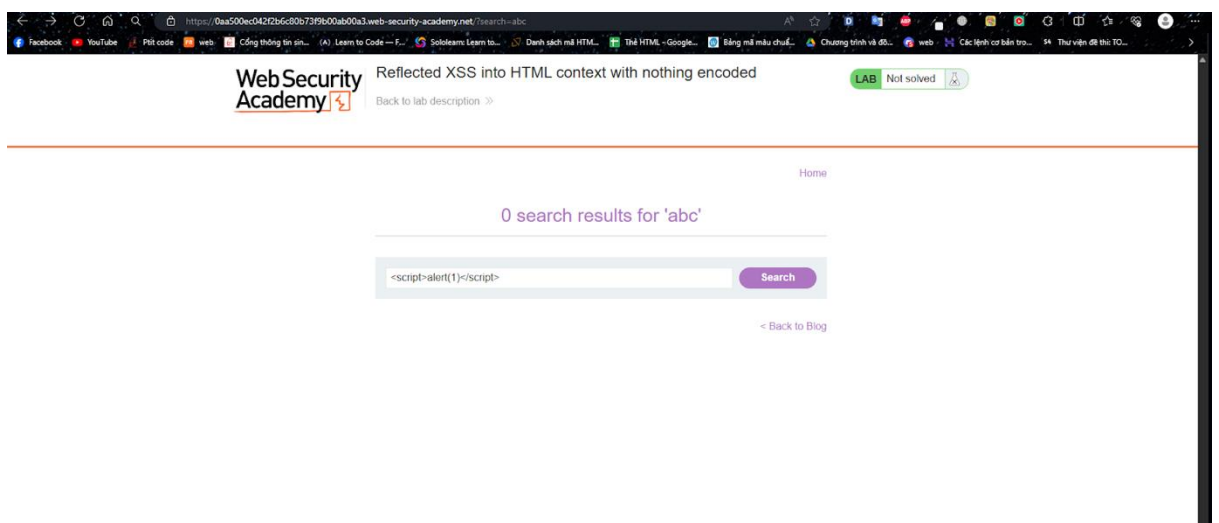 https://0aa500ec042f2b6c80b73f9b00ab00a3.web-security-academy.net/?search=abc
Facebook YouTube Ptit code web Cổng thông tin sin... (A) Learn to Code — F... Sololearn: Learn to... Danh sách mã HTM... Thẻ HTML - Google... Bảng mã màu chuẩ... Chương trình và đồ... web Các lệnh cơ bản tro... Thư viện đề thi: TO...
Web Security
Academy
Reflected XSS into HTML context with nothing encoded
Back to lab description
LAB Not solved
Home
0 search results for 'abc'
<script>alert(1)</script> Search
< Back to Blog